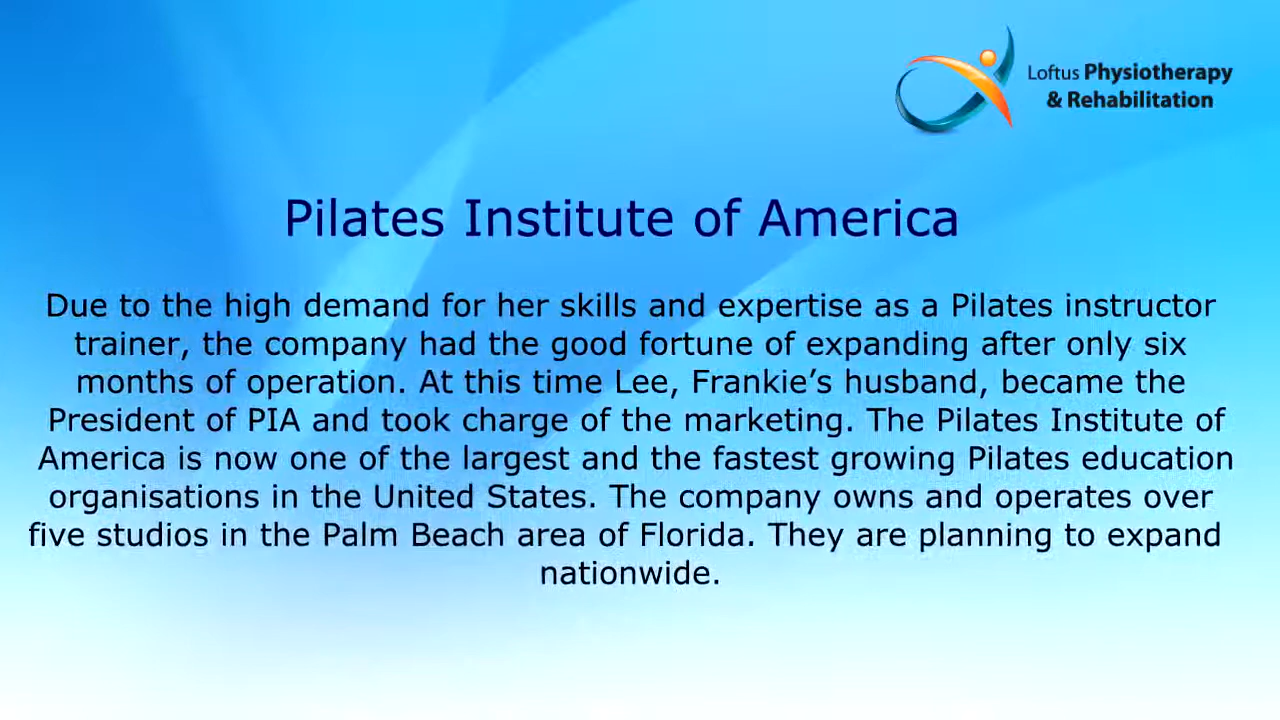 Loftus Physiotherapy
& Rehabilitation
Pilates Institute of America
Due to the high demand for her skills and expertise as a Pilates instructor
trainer, the company had the good fortune of expanding after only six
months of operation. At this time Lee, Frankie’s husband, became the
President of PIA and took charge of the marketing. The Pilates Institute of
America is now one of the largest and the fastest growing Pilates education
organisations in the United States. The company owns and operates over
five studios in the Palm Beach area of Florida. They are planning to expand
nationwide.